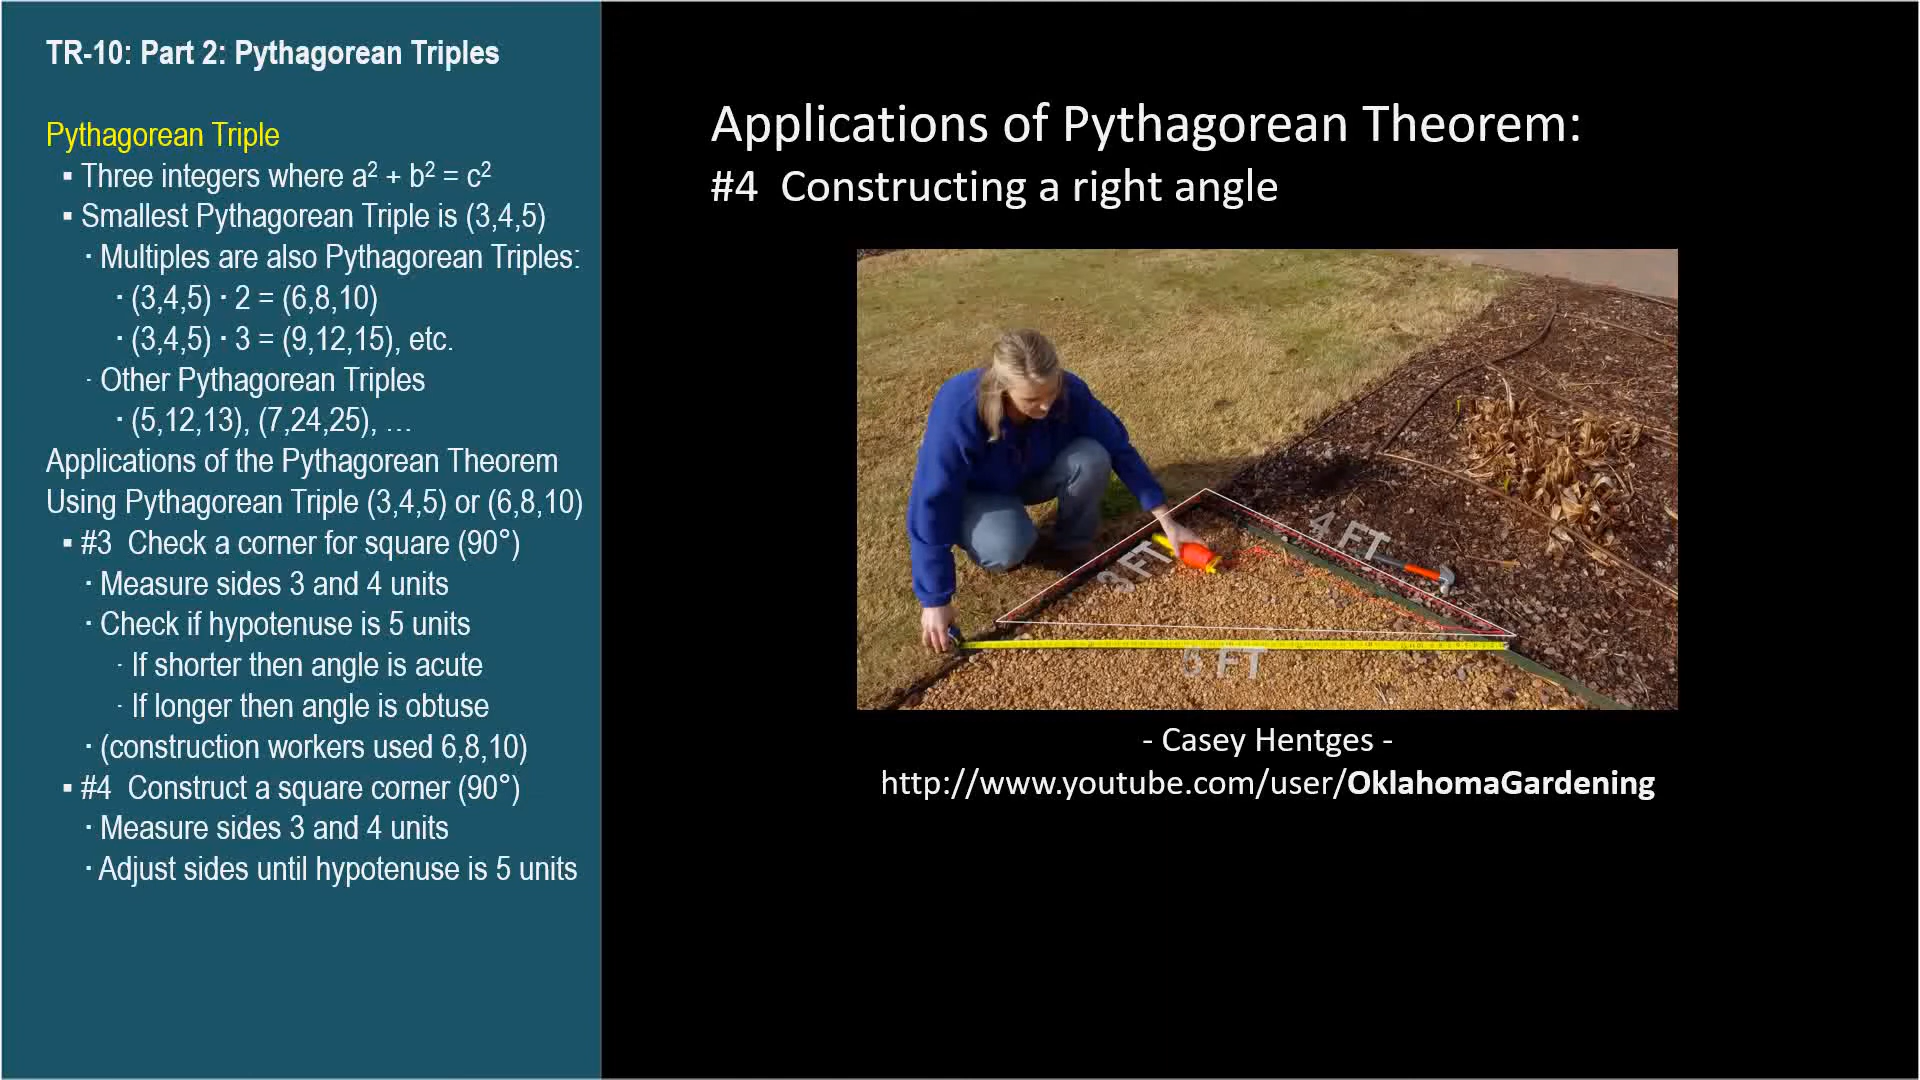 TR-10: Part 2: Pythagorean Triples
Pythagorean Triple
▪ Three integers where a² + b² = c²
▪ Smallest Pythagorean Triple is (3,4,5)
· Multiples are also Pythagorean Triples:
· (3,4,5) · 2 = (6,8,10)
· (3,4,5) · 3 = (9,12,15), etc.
· Other Pythagorean Triples
· (5,12,13), (7,24,25), …
Applications of the Pythagorean Theorem
Using Pythagorean Triple (3,4,5) or (6,8,10)
▪ #3 Check a corner for square (90°)
· Measure sides 3 and 4 units
· Check if hypotenuse is 5 units
· If shorter then angle is acute
· If longer then angle is obtuse
· (construction workers used 6,8,10)
▪ #4 Construct a square corner (90°)
· Measure sides 3 and 4 units
· Adjust sides until hypotenuse is 5 units
Applications of Pythagorean Theorem:
#4 Constructing a right angle
4 FT
3 FT
5 FT
- Casey Hentges -
http://www.youtube.com/user/OklahomaGardening